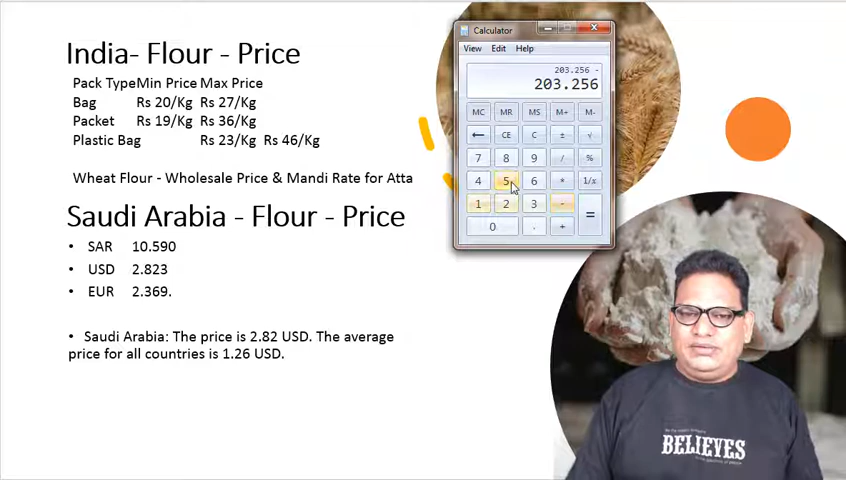 India- Flour - Price
Pack Type Min Price Max Price
Bag Rs 20/Kg Rs 27/Kg
Packet Rs 19/Kg Rs 36/Kg
Plastic Bag Rs 23/Kg Rs 46/Kg
Wheat Flour - Wholesale Price & Mandi Rate for Atta
Saudi Arabia - Flour - Price
• SAR 10.590
• USD 2.823
• EUR 2.369.
• Saudi Arabia: The price is 2.82 USD. The average
price for all countries is 1.26 USD.
Calculator
View Edit Help
203.256 -
203.256
MC MR MS M+ M-
← CE C ± √
7 8 9 / %
4 5 6 * 1/x
1 2 3 - =
0 . +
BELIEVES